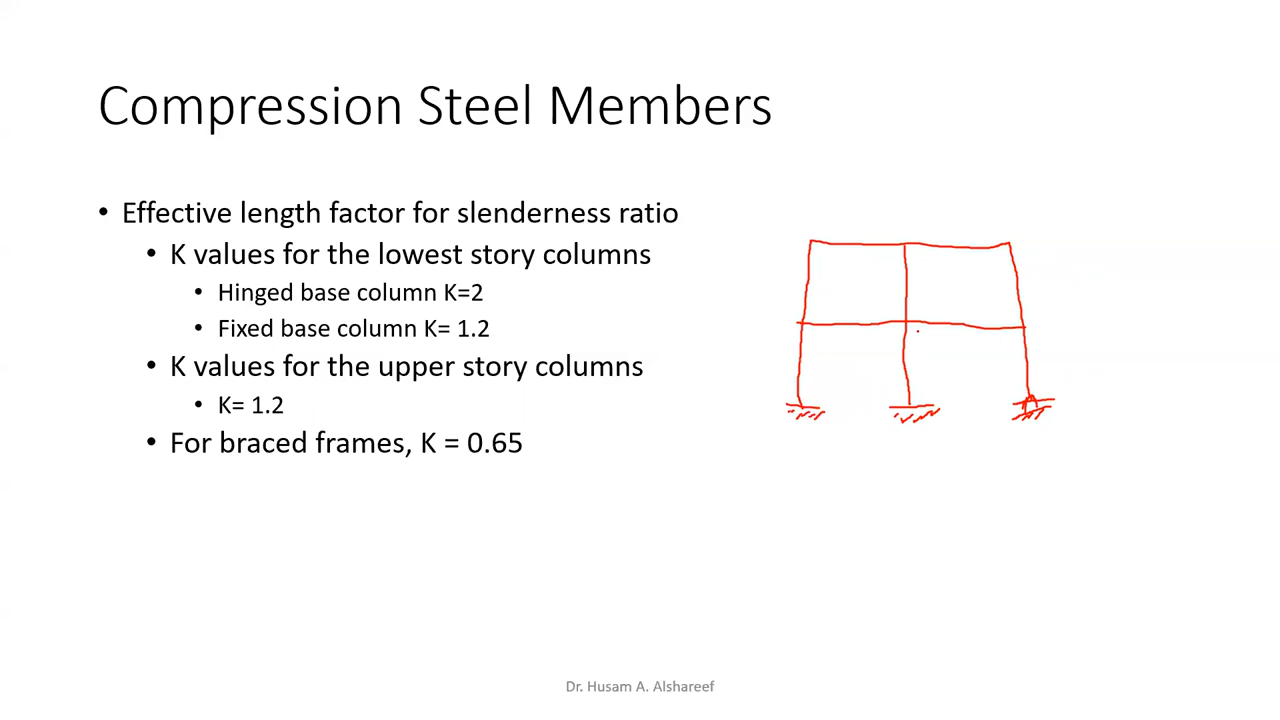 Compression Steel Members
• Effective length factor for slenderness ratio
• K values for the lowest story columns
• Hinged base column K=2
• Fixed base column K= 1.2
• K values for the upper story columns
• K= 1.2
• For braced frames, K = 0.65
Dr. Husam A. Alshareef